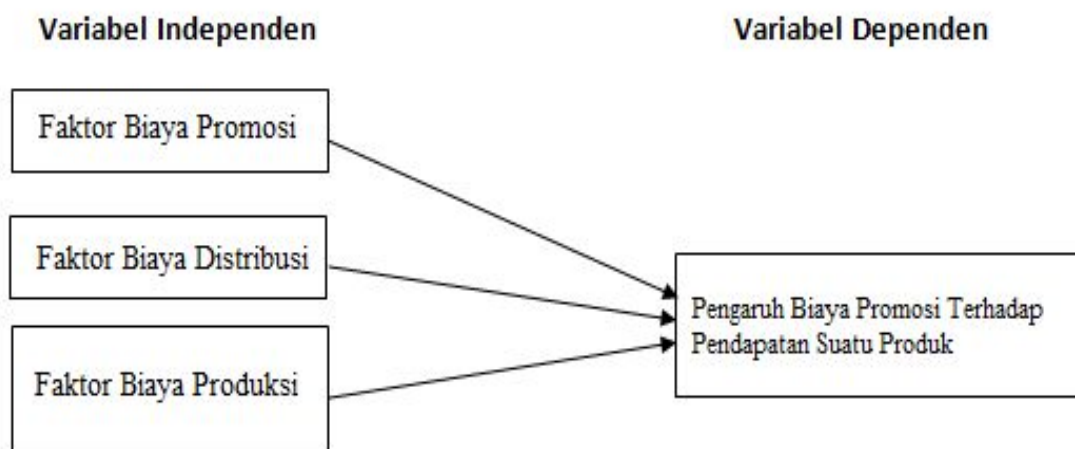 Variabel Independen
Variabel Dependen
Faktor Biaya Promosi
Faktor Biaya Distribusi
Faktor Biaya Produksi
Pengaruh Biaya Promosi Terhadap
Pendapatan Suatu Produk